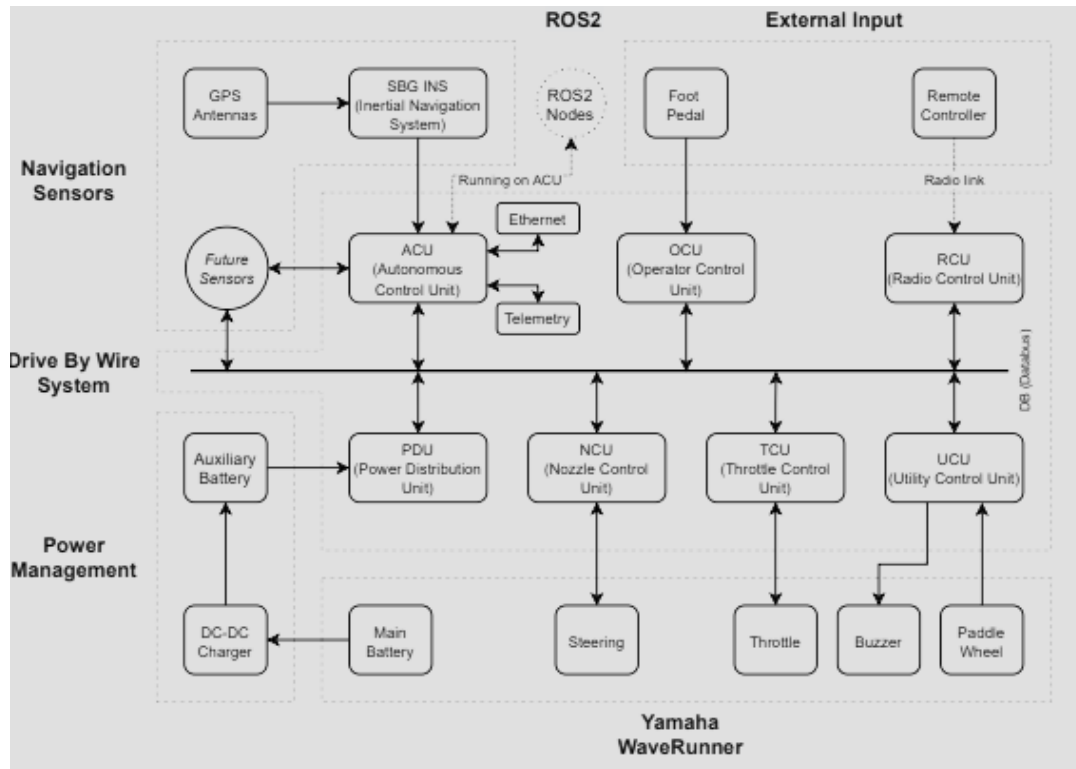 ROS2
External Input
GPS
Antennas
SBG INS
(Inertial Navigation
System)
ROS2
Nodes
Foot
Pedal
Remote
Controller
Navigation
Sensors
Running on ACU
Radio link
Ethernet
Future
Sensors
ACU
(Autonomous
Control Unit)
OCU
(Operator Control
Unit)
RCU
(Radio Control Unit)
Telemetry
Drive By Wire
System
DB (Databus)
Auxiliary
Battery
PDU
(Power Distribution
Unit)
NCU
(Nozzle Control
Unit)
TCU
(Throttle Control
Unit)
UCU
(Utility Control Unit)
Power
Management
DC-DC
Charger
Main
Battery
Steering
Throttle
Buzzer
Paddle
Wheel
Yamaha
WaveRunner